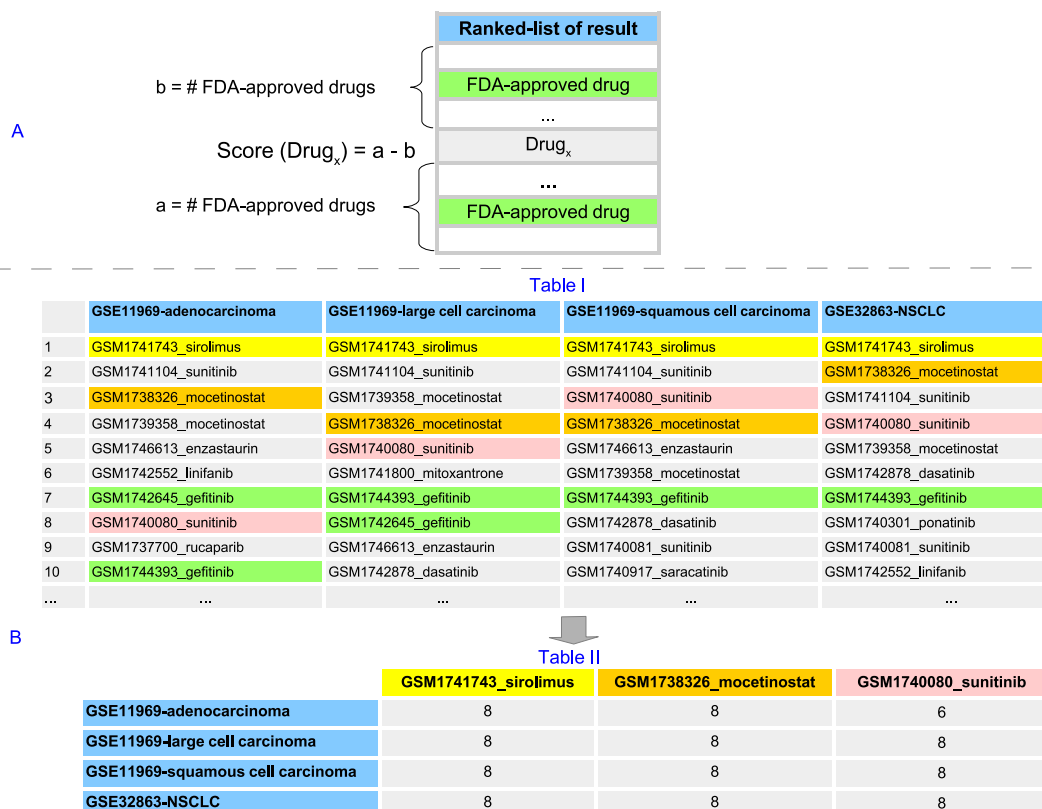 Ranked-list of result
b = # FDA-approved drugs
FDA-approved drug
...
A
Score (Drugx) = a - b
Drugx
...
a = # FDA-approved drugs
FDA-approved drug
Table I
GSE11969-adenocarcinoma GSE11969-large cell carcinoma GSE11969-squamous cell carcinoma GSE32863-NSCLC
1 GSM1741743_sirolimus GSM1741743_sirolimus GSM1741743_sirolimus GSM1741743_sirolimus
2 GSM1741104_sunitinib GSM1741104_sunitinib GSM1741104_sunitinib GSM1738326_mocetinostat
3 GSM1738326_mocetinostat GSM1739358_mocetinostat GSM1740080_sunitinib GSM1741104_sunitinib
4 GSM1739358_mocetinostat GSM1738326_mocetinostat GSM1738326_mocetinostat GSM1740080_sunitinib
5 GSM1746613_enzastaurin GSM1740080_sunitinib GSM1746613_enzastaurin GSM1739358_mocetinostat
6 GSM1742552_linifanib GSM1741800_mitoxantrone GSM1739358_mocetinostat GSM1742878_dasatinib
7 GSM1742645_gefitinib GSM1744393_gefitinib GSM1744393_gefitinib GSM1744393_gefitinib
8 GSM1740080_sunitinib GSM1742645_gefitinib GSM1742878_dasatinib GSM1740301_ponatinib
9 GSM1737700_rucaparib GSM1746613_enzastaurin GSM1740081_sunitinib GSM1740081_sunitinib
10 GSM1744393_gefitinib GSM1742878_dasatinib GSM1740917_saracatinib GSM1742552_linifanib
... ... ... ... ...
B
Table II
GSM1741743_sirolimus GSM1738326_mocetinostat GSM1740080_sunitinib
GSE11969-adenocarcinoma 8 8 6
GSE11969-large cell carcinoma 8 8 8
GSE11969-squamous cell carcinoma 8 8 8
GSE32863-NSCLC 8 8 8